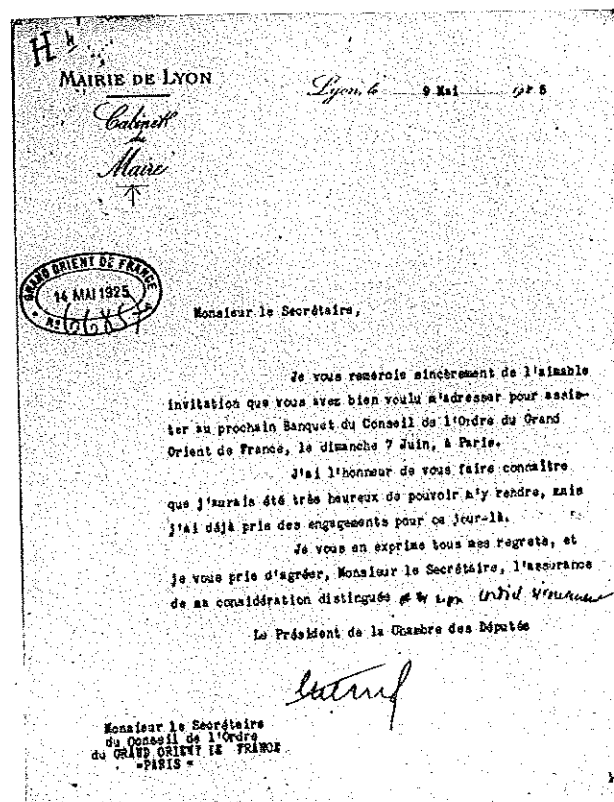 H
MAIRIE DE LYON
Cabinet
du
Maire
Lyon, le 9 Mai 192 5
GRAND ORIENT DE FRANCE
14 MAI 1925
No
Monsieur le Secrétaire,
Je vous remercie sincèrement de l'aimable
invitation que vous avez bien voulu m'adresser pour assis-
ter au prochain Banquet du Conseil de l'Ordre du Grand
Orient de France, le dimanche 7 Juin, à Paris.
J'ai l'honneur de vous faire connaître
que j'aurais été très heureux de pouvoir m'y rendre, mais
j'ai déjà pris des engagements pour ce jour-là.
Je vous en exprime tous mes regrets, et
je vous prie d'agréer, Monsieur le Secrétaire, l'assurance
de ma considération distinguée
Le Président de la Chambre des Députés
Monsieur le Secrétaire
du Conseil de l'Ordre
du GRAND ORIENT DE FRANCE
=PARIS =